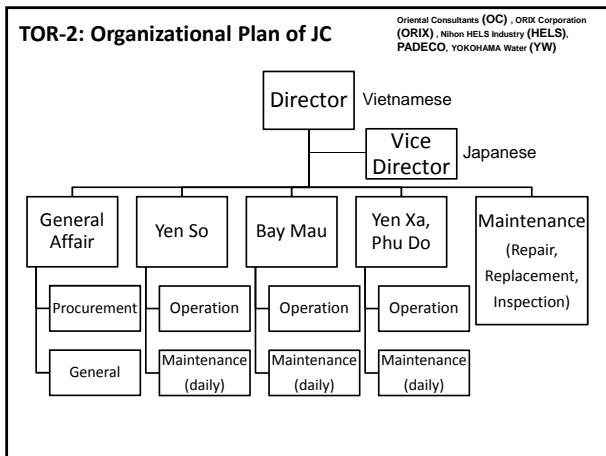 TOR-2: Organizational Plan of JC
Oriental Consultants (OC) , ORIX Corporation
(ORIX) , Nihon HELS Industry (HELS),
PADECO, YOKOHAMA Water (YW)
Director
Vietnamese
Vice
Director
Japanese
General
Affair
Yen So
Bay Mau
Yen Xa,
Phu Do
Maintenance
(Repair,
Replacement,
Inspection)
Procurement
Operation
Operation
Operation
General
Maintenance
(daily)
Maintenance
(daily)
Maintenance
(daily)